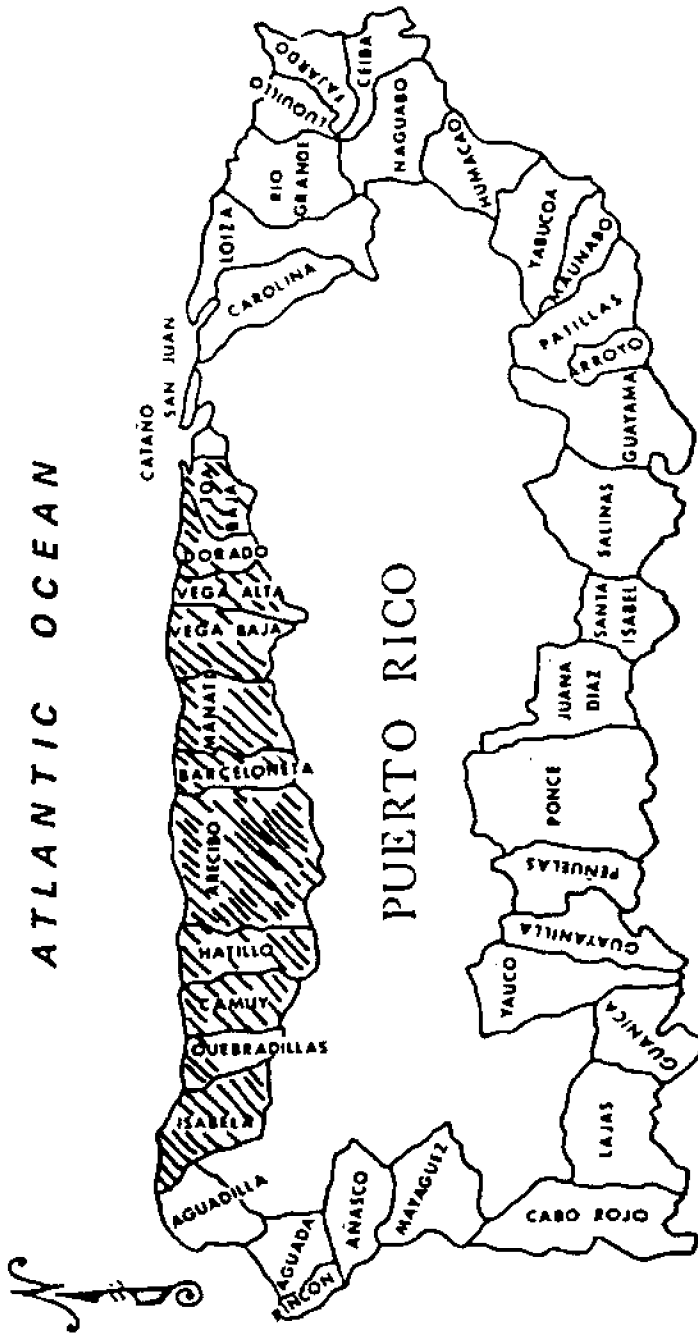 ATLANTIC OCEAN
CATAÑO
SAN JUAN
AGUADILLA
ISABELA
QUEBRADILLAS
CAMUY
HATILLO
ARECIBO
BARCELONETA
MANATI
VEGA BAJA
VEGA ALTA
DORADO
TOA
BAJA
LOIZA
CAROLINA
RIO
GRANDE
LUQUILLO
FAJARDO
CEIBA
NAGUABO
HUMACAO
YABUCOA
MAUNABO
PATILLAS
ARROYO
GUAYAMA
SALINAS
SANTA
ISABEL
JUANA
DIAZ
PONCE
PEÑUELAS
GUAYANILLA
YAUCO
GUANICA
LAJAS
CABO ROJO
MAYAGUEZ
AÑASCO
AGUADA
RINCON
PUERTO RICO